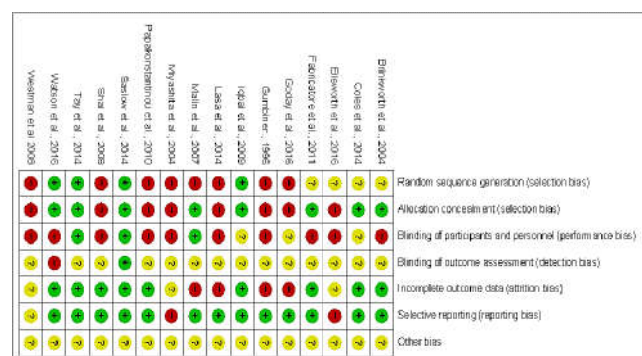 Westman et al 2008
Watson et al., 2016
Tay et al., 2014
Shai et al., 2008
Saslow et al., 2014
Papakonstantinou et al., 2010
Miyashita et al., 2004
Malin et al., 2007
Lasa et al., 2014
Iqbal et al., 2009
Gumbiner., 1996
Goday et al., 2016
Fabricatore et al., 2011
et al., 2016
Coles et al., 2014
Brinkworth et al., 2004
Random sequence generation (selection bias)
Allocation concealment (selection bias)
Blinding of participants and personnel (performance bias)
Blinding of outcome assessment (detection bias)
Incomplete outcome data (attrition bias)
Selective reporting (reporting bias)
Other bias